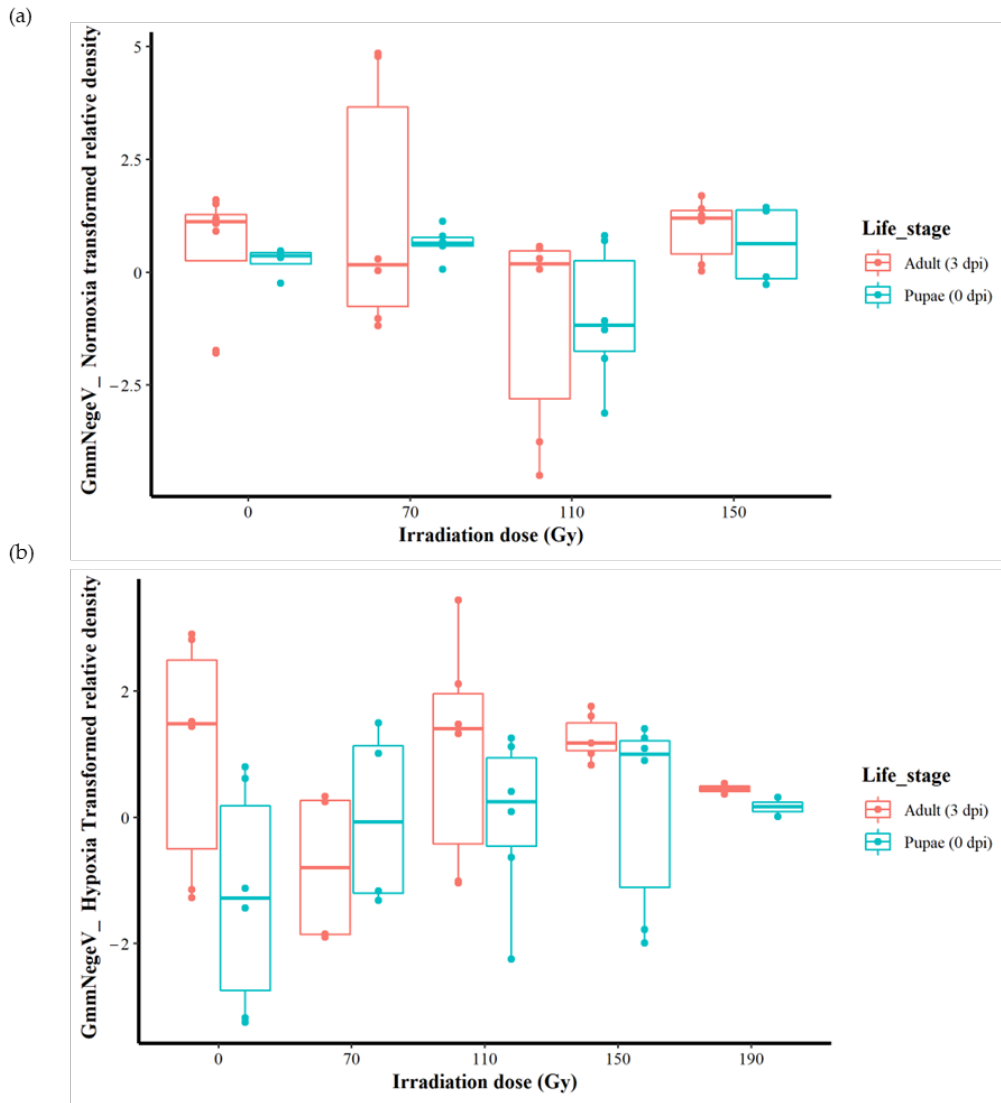 (a)
GmmNegeV_ Normoxia transformed relative density
5
2.5
0
−2.5
0 70 110 150
Irradiation dose (Gy)
Life_stage
Adult (3 dpi)
Pupae (0 dpi)
(b)
GmmNegeV_ Hypoxia Transformed relative density
2
0
−2
0 70 110 150 190
Irradiation dose (Gy)
Life_stage
Adult (3 dpi)
Pupae (0 dpi)